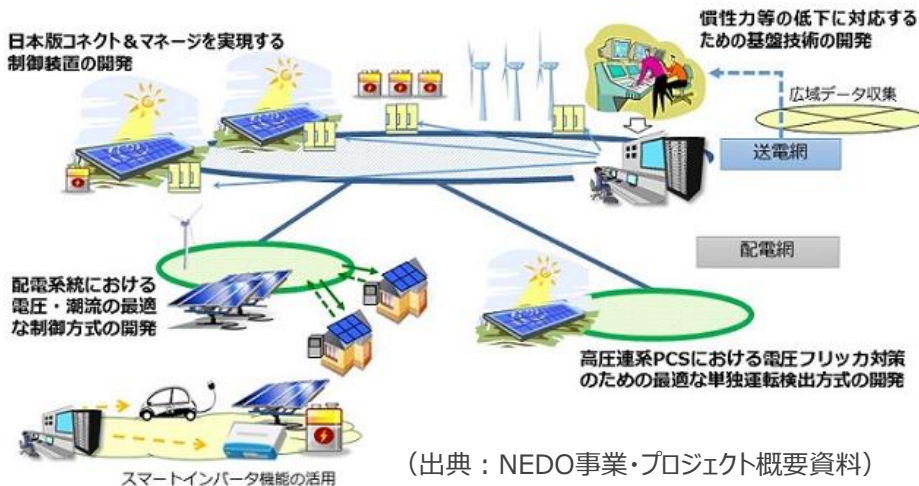 日本版コネクト＆マネージを実現する
制御装置の開発
慣性力等の低下に対応する
ための基盤技術の開発
広域データ収集
送電網
配電網
配電系統における
電圧・潮流の最適
な制御方式の開発
高圧連系PCSにおける電圧フリッカ対策
のための最適な単独運転検出方式の開発
スマートインバータ機能の活用
（出典：NEDO事業・プロジェクト概要資料）